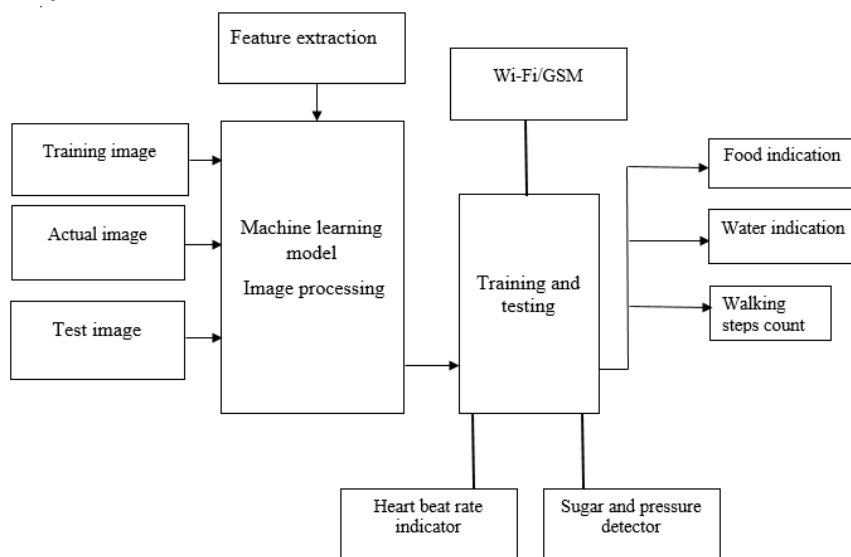 Feature extraction
Wi-Fi/GSM
Training image
Actual image
Test image
Machine learning
model
Image processing
Training and
testing
Food indication
Water indication
Walking
steps count
Heart beat rate
indicator
Sugar and pressure
detector